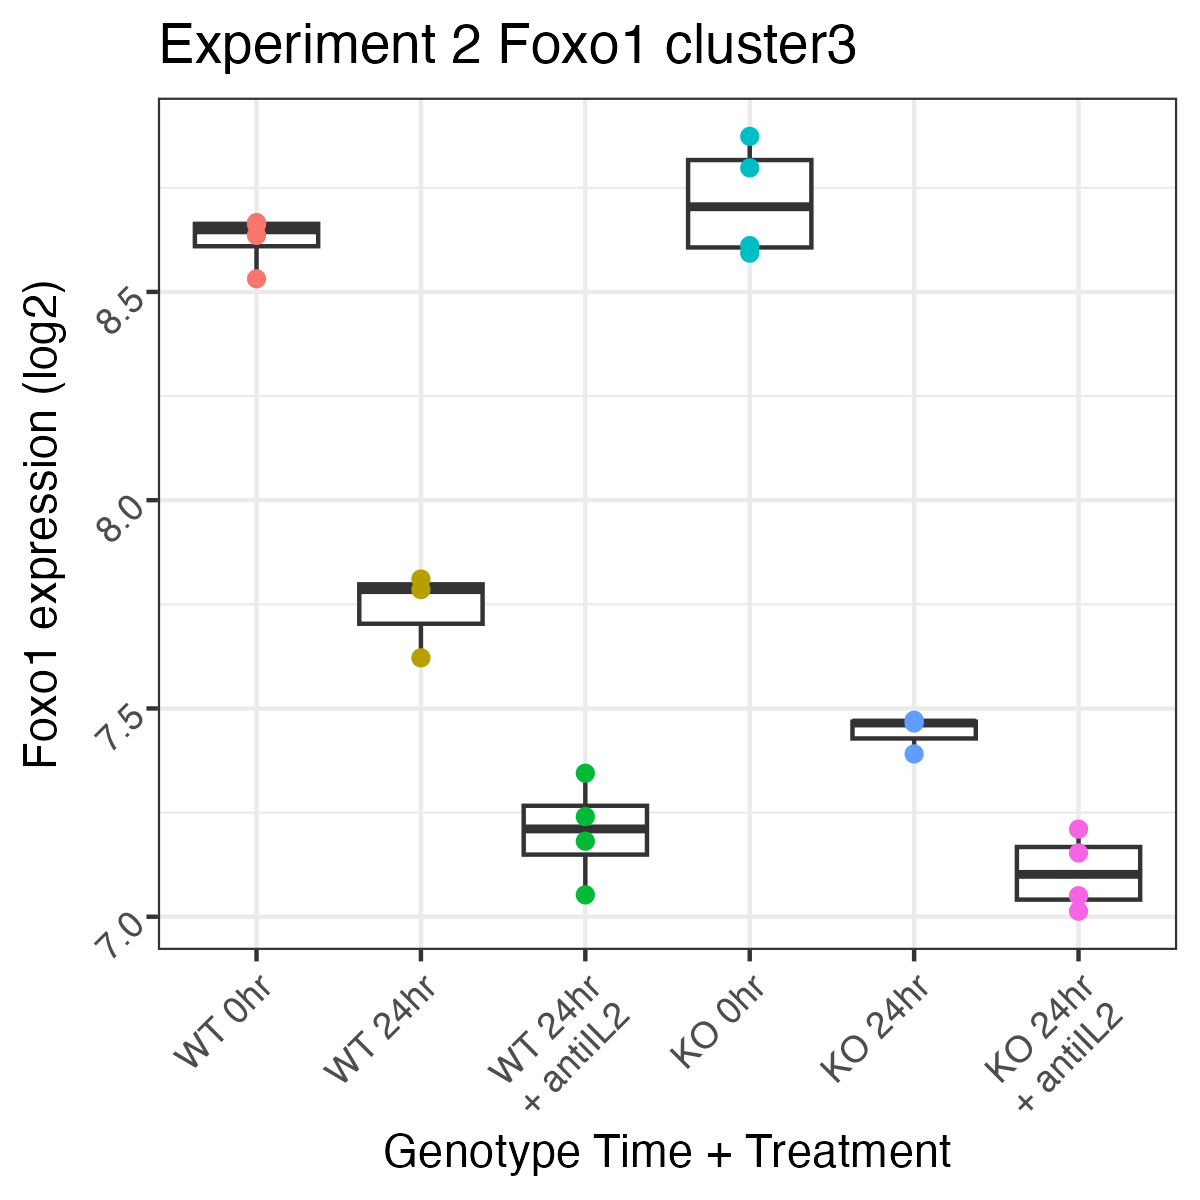 Experiment 2 Foxo1 cluster3
Foxo1 expression (log2)
8.5
8.0
7.5
7.0
WT 0hr
WT 24hr
WT 24hr
+ antiIL2
KO 0hr
KO 24hr
KO 24hr
+ antiIL2
Genotype Time + Treatment